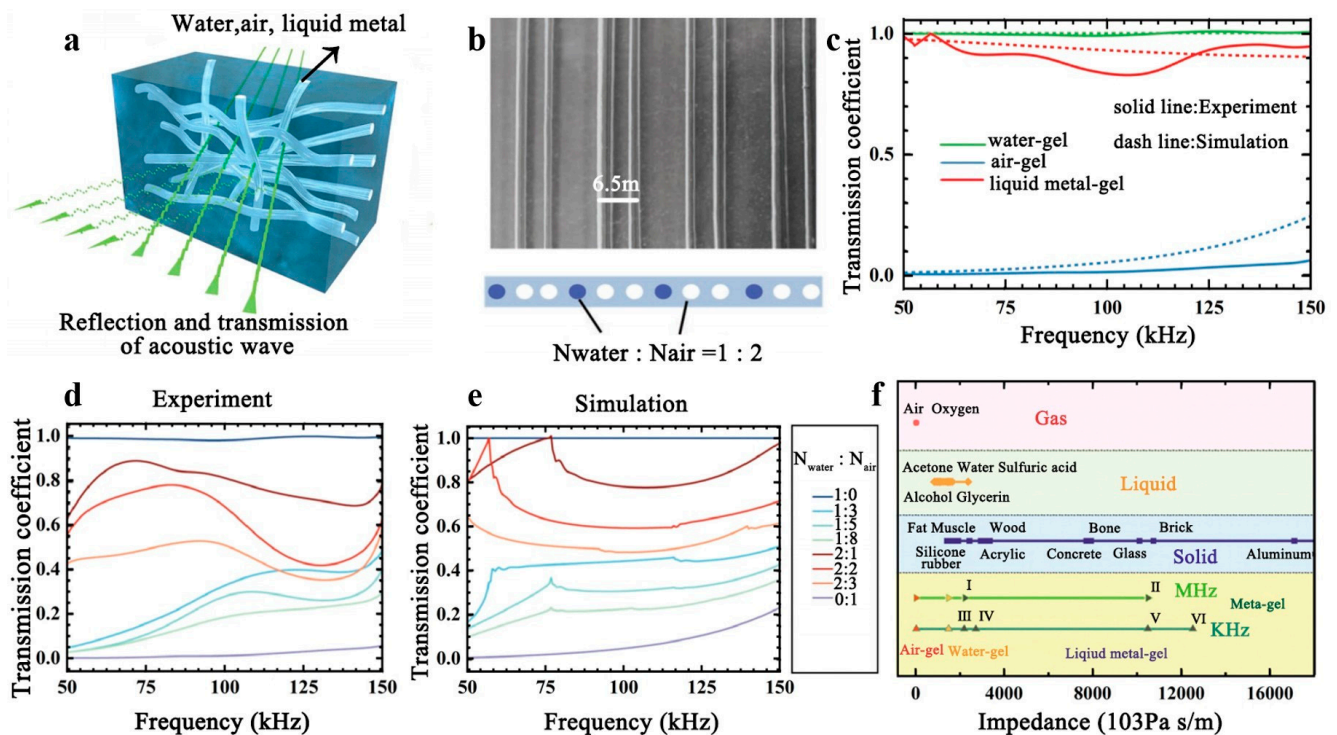 a
Water,air, liquid metal
Reflection and transmission
of acoustic wave
b
6.5m
Nwater : Nair =1 : 2
c
Transmission coefficient
1.0
0.5
0.0
solid line:Experiment
dash line:Simulation
water-gel
air-gel
liquid metal-gel
50 75 100 125 150
Frequency (kHz)
d
Experiment
Transmission coefficient
1.0
0.8
0.6
0.4
0.2
0.0
50 75 100 125 150
Frequency (kHz)
e
Simulation
Transmission coefficient
1.0
0.8
0.6
0.4
0.2
0.0
50 75 100 125 150
Frequency (kHz)
Nwater : Nair
1:0
1:3
1:5
1:8
2:1
2:2
2:3
0:1
f
Air Oxygen
Gas
Acetone Water Sulfuric acid
Alcohol Glycerin
Liquid
Fat Muscle Wood Bone Brick
Silicone
rubber
Acrylic Concrete Glass Aluminum
Solid
I II
MHz
Meta-gel
III IV V VI
KHz
Air-gel Water-gel Liqiud metal-gel
0 4000 8000 12000 16000
Impedance (103Pa s/m)